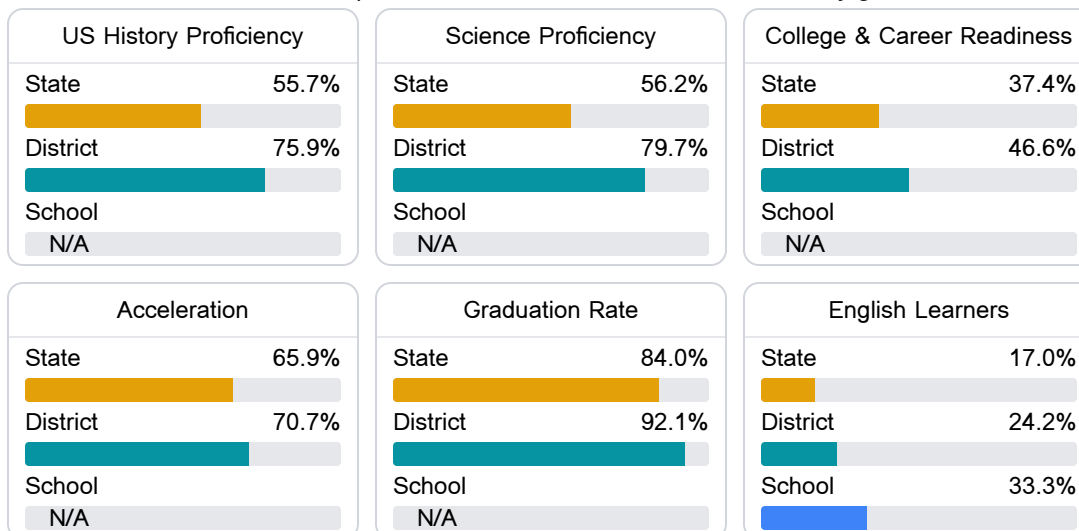 US History Proficiency
State 55.7%
District 75.9%
School
N/A
Science Proficiency
State 56.2%
District 79.7%
School
N/A
College & Career Readiness
State 37.4%
District 46.6%
School
N/A
Acceleration
State 65.9%
District 70.7%
School
N/A
Graduation Rate
State 84.0%
District 92.1%
School
N/A
English Learners
State 17.0%
District 24.2%
School 33.3%